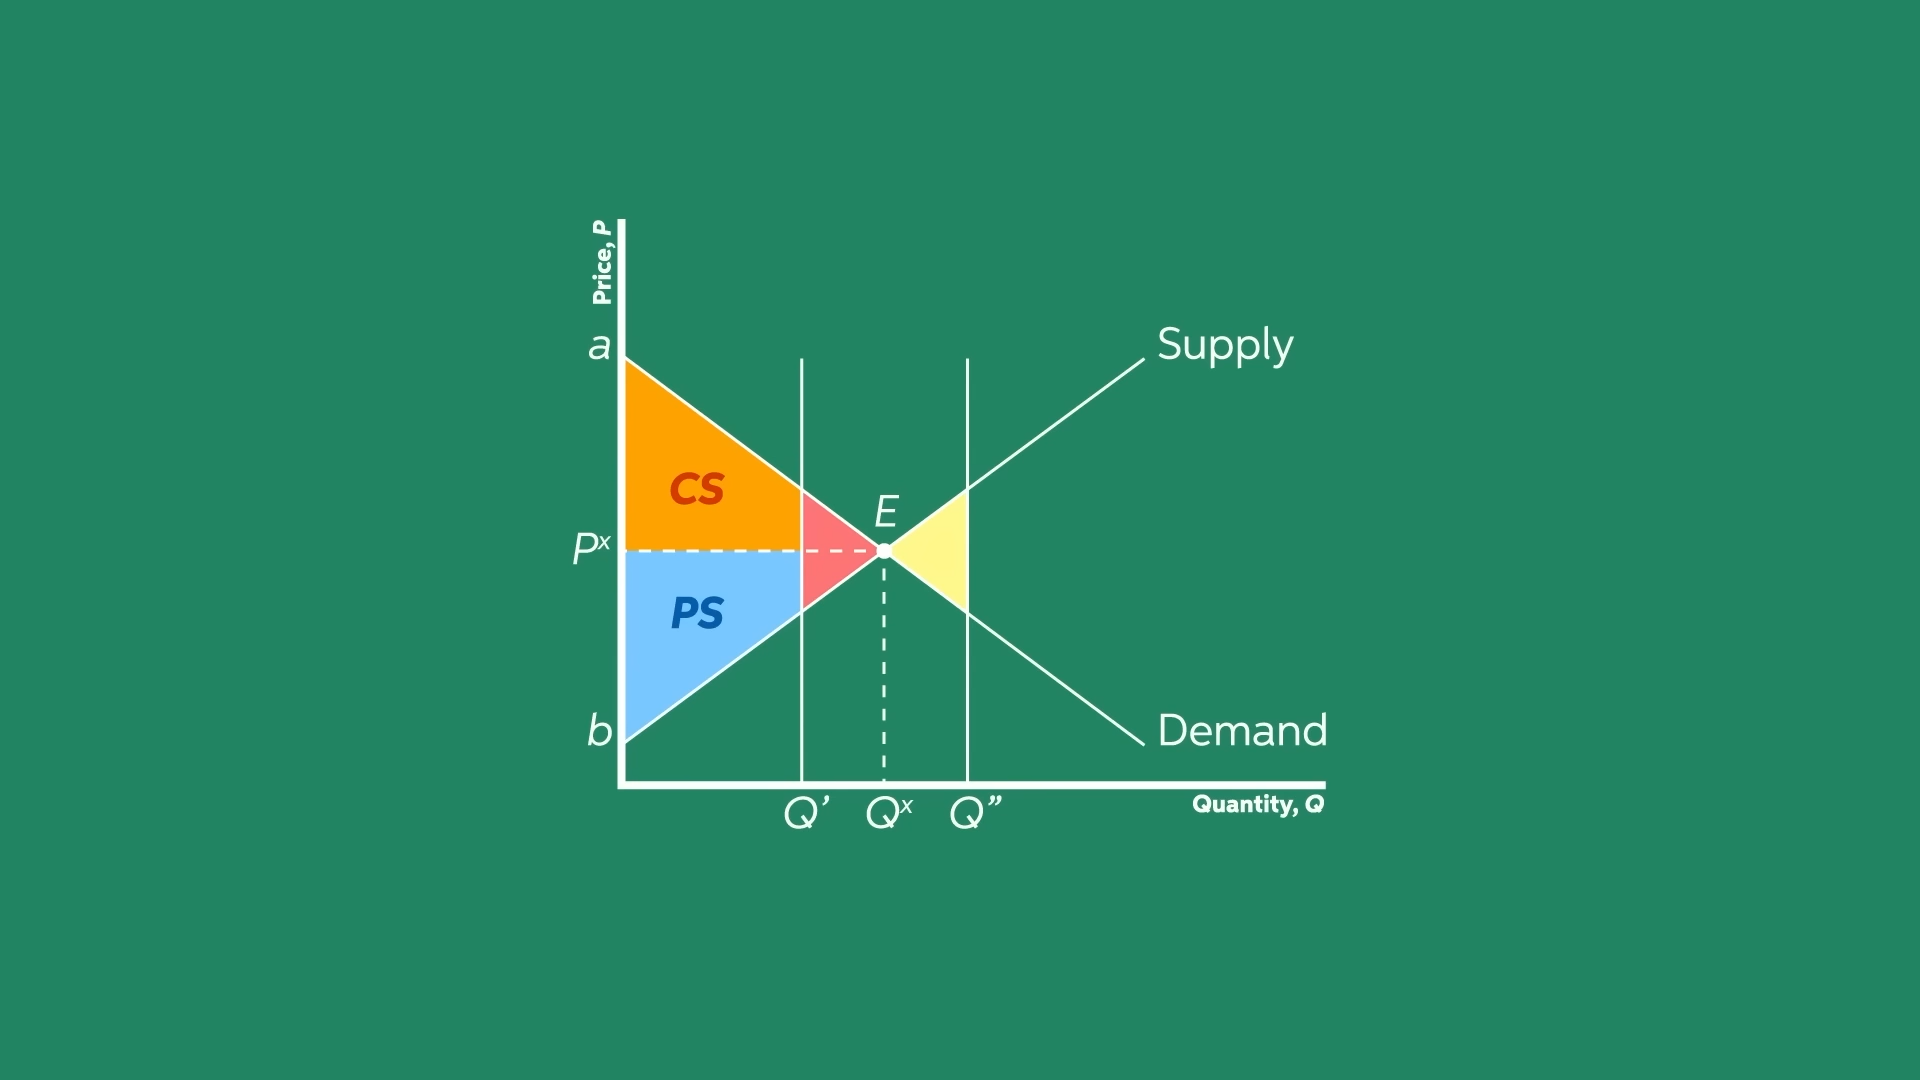 Price, P
a
Supply
CS
E
Pˣ
PS
b
Demand
Q’
Qˣ
Q”
Quantity, Q